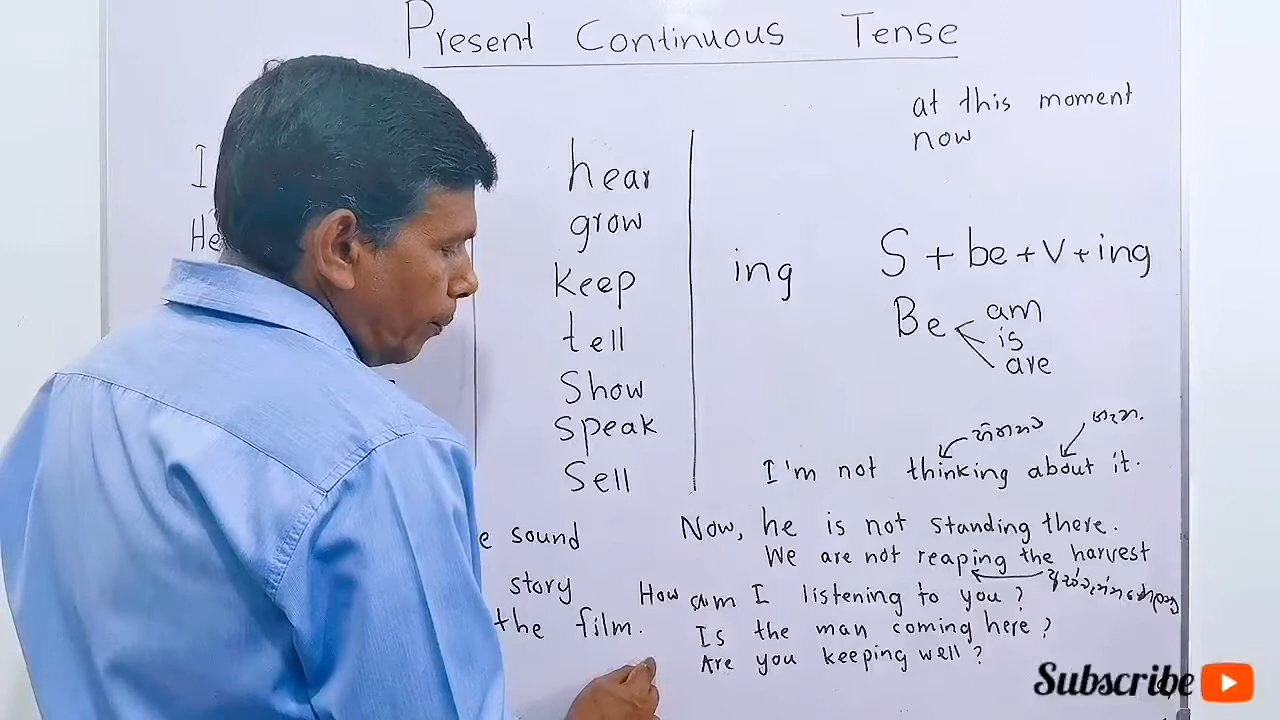 Present Continuous Tense
at this moment
now
I
He
hear
grow
keep
tell
Show
Speak
Sell
ing
S + be + v + ing
Be am
is
are
I'm not thinking about it.
Now, he is not standing there.
We are not reaping the harvest
sound
story
the film.
How am I listening to you ?
Is the man coming here ?
Are you keeping well ?
Subscribe